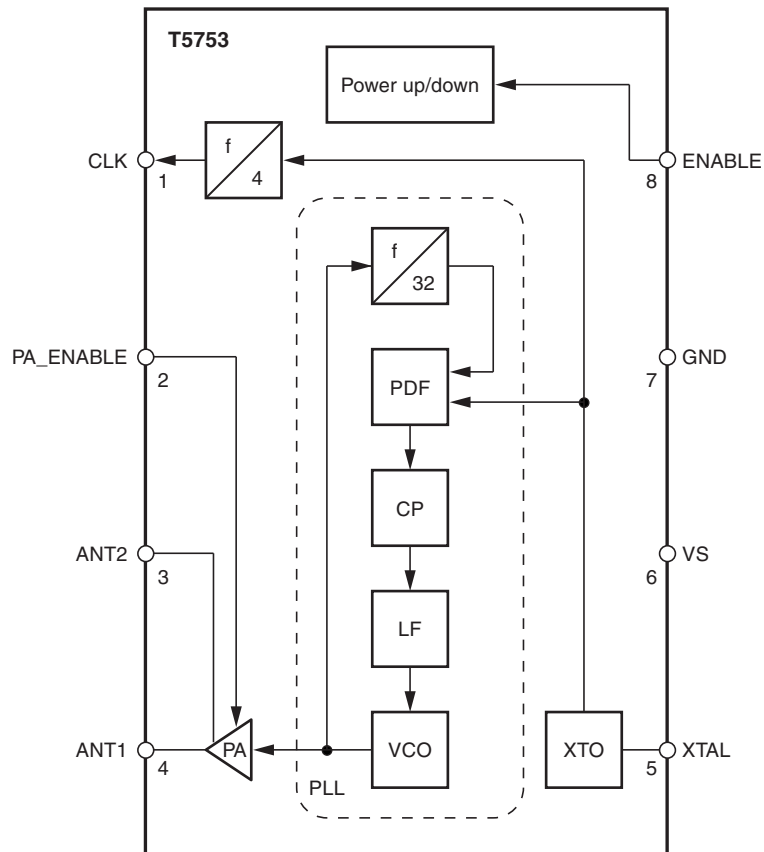 T5753
Power up/down
CLK
1
f
4
ENABLE
8
f
32
PA_ENABLE
2
PDF
GND
7
CP
ANT2
3
VS
6
LF
ANT1
4
PA
VCO
XTO
XTAL
5
PLL